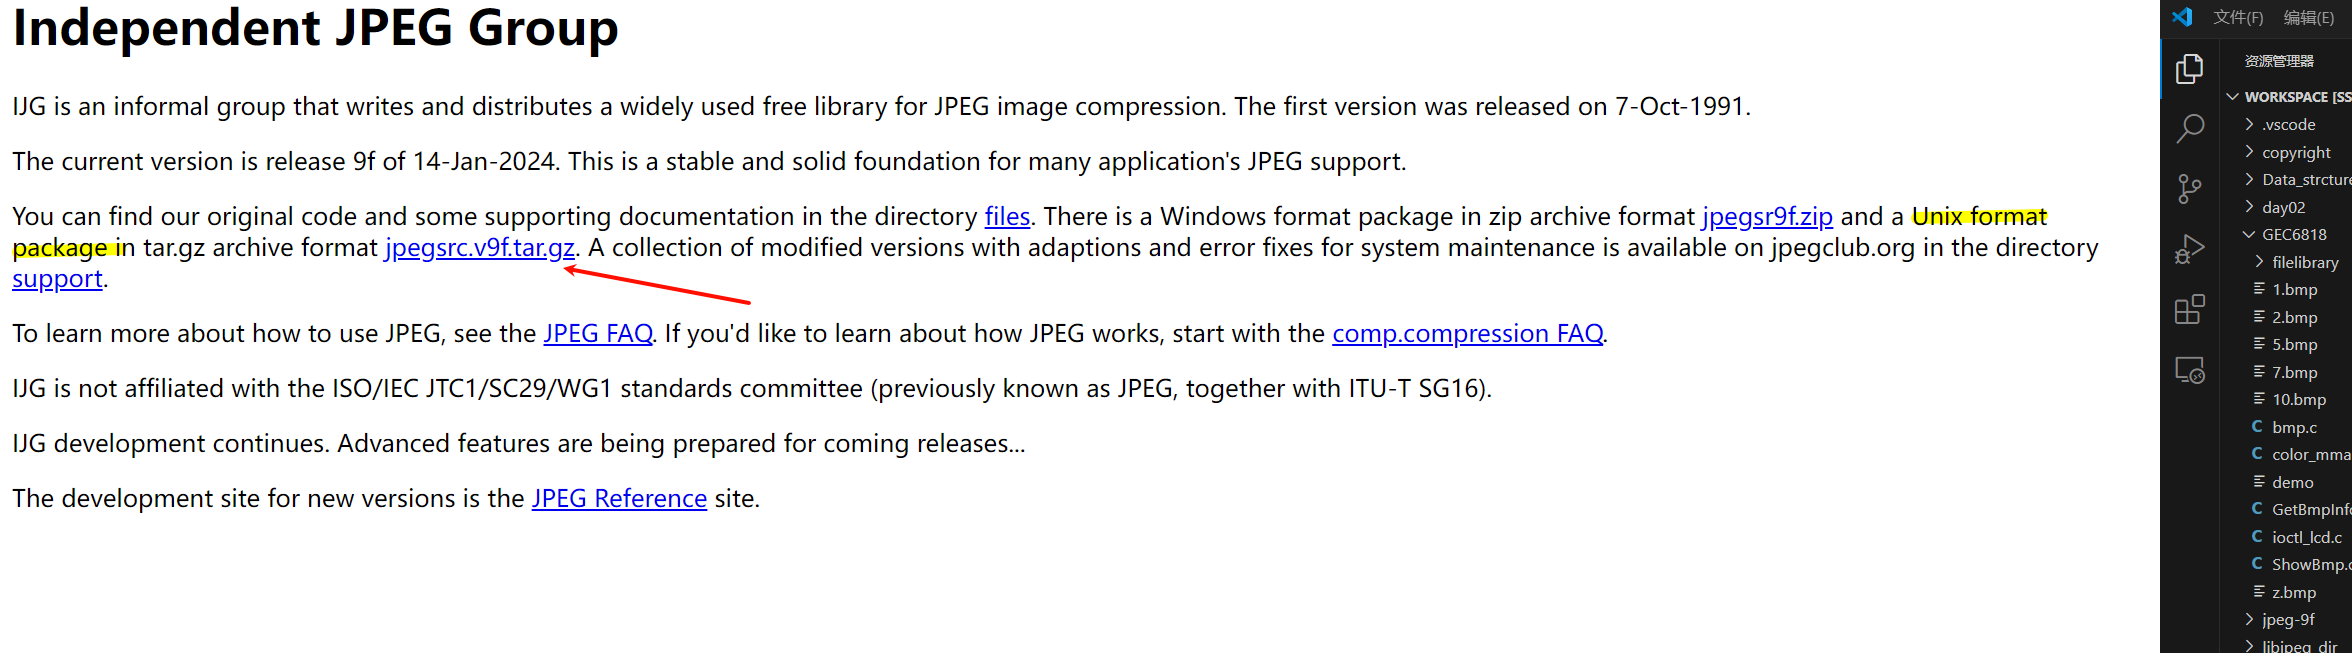 Independent JPEG Group
IJG is an informal group that writes and distributes a widely used free library for JPEG image compression. The first version was released on 7-Oct-1991.
The current version is release 9f of 14-Jan-2024. This is a stable and solid foundation for many application's JPEG support.
You can find our original code and some supporting documentation in the directory files. There is a Windows format package in zip archive format jpegsr9f.zip and a Unix format
package in tar.gz archive format jpegsrc.v9f.tar.gz. A collection of modified versions with adaptions and error fixes for system maintenance is available on jpegclub.org in the directory
support.
To learn more about how to use JPEG, see the JPEG FAQ. If you'd like to learn about how JPEG works, start with the comp.compression FAQ.
IJG is not affiliated with the ISO/IEC JTC1/SC29/WG1 standards committee (previously known as JPEG, together with ITU-T SG16).
IJG development continues. Advanced features are being prepared for coming releases...
The development site for new versions is the JPEG Reference site.
文件(F) 编辑(E)
资源管理器
WORKSPACE [SS
.vscode
copyright
Data_strcture
day02
GEC6818
filelibrary
1.bmp
2.bmp
5.bmp
7.bmp
10.bmp
C bmp.c
C color_mma
demo
C GetBmpInfo
C ioctl_lcd.c
C ShowBmp.c
z.bmp
jpeg-9f
libjpeg_dir